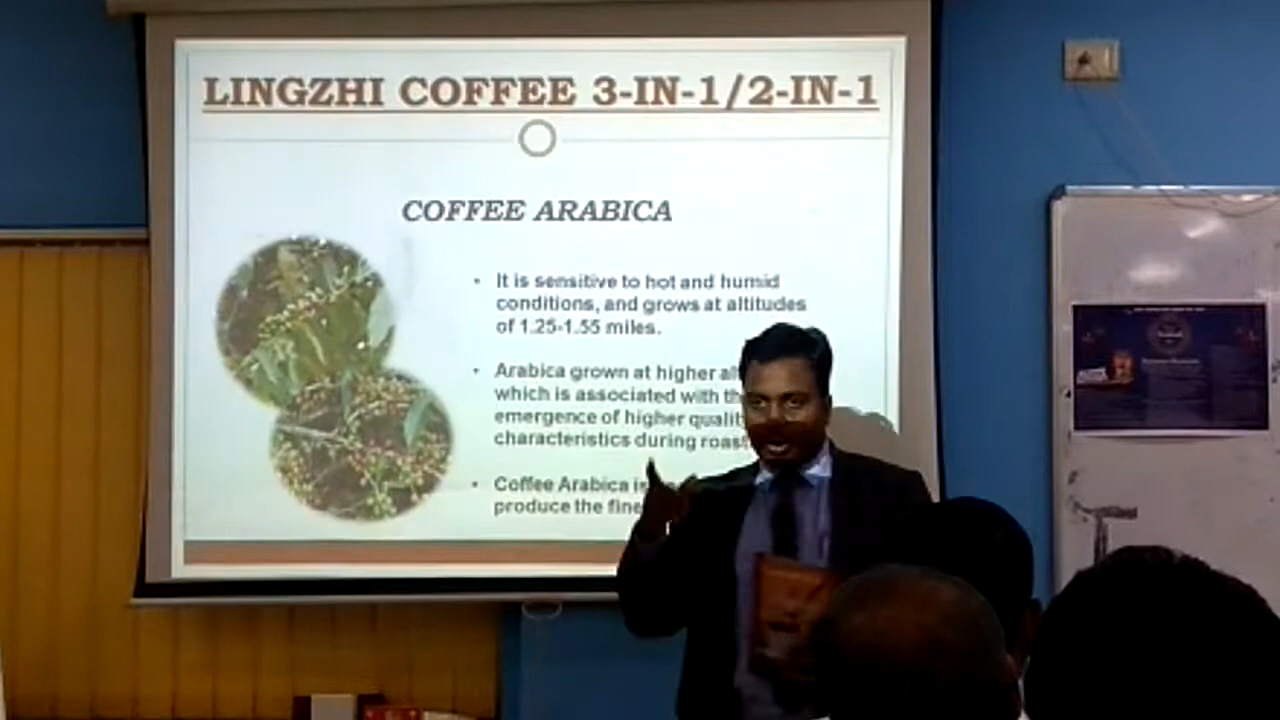 LINGZHI COFFEE 3-IN-1/2-IN-1
COFFEE ARABICA
• It is sensitive to hot and humid
conditions, and grows at altitudes
of 1.25-1.55 miles.
• Arabica grown at higher
which is associated with
emergence of higher
characteristics during
• Coffee Arabica
produce the